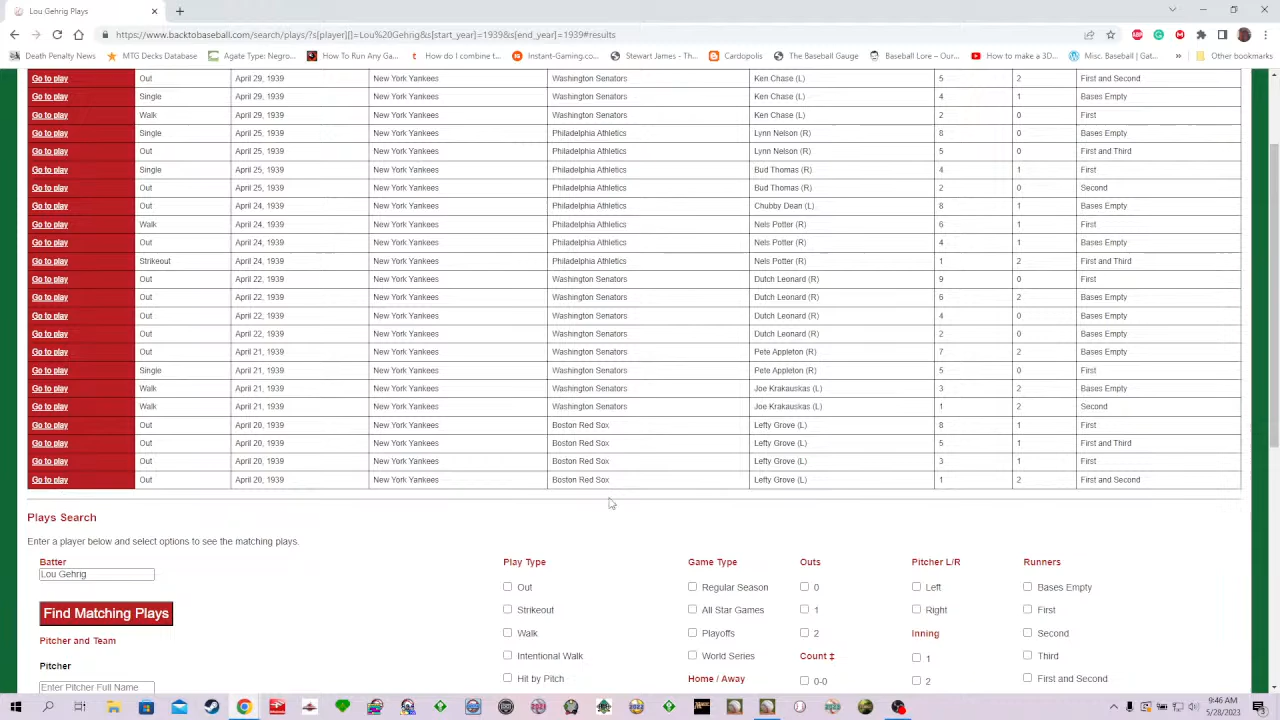 Lou Gehrig Plays
https://www.backtobaseball.com/search/plays/?s[player][]=Lou%20Gehrig&s[start_year]=1939&s[end_year]=1939#results
Death Penalty News MTG Decks Database Agate Type: Negro... How To Run Any Ga... How do I combine t... Instant-Gaming.co... Stewart James - Th... Cardopolis The Baseball Gauge Baseball Lore – Our... How to make a 3D... Misc. Baseball | Gat... » Other bookmarks
Go to play Out April 29, 1939 New York Yankees Washington Senators Ken Chase (L) 5 2 First and Second
Go to play Single April 29, 1939 New York Yankees Washington Senators Ken Chase (L) 4 1 Bases Empty
Go to play Walk April 29, 1939 New York Yankees Washington Senators Ken Chase (L) 2 0 First
Go to play Single April 25, 1939 New York Yankees Philadelphia Athletics Lynn Nelson (R) 8 0 Bases Empty
Go to play Out April 25, 1939 New York Yankees Philadelphia Athletics Lynn Nelson (R) 5 0 First and Third
Go to play Single April 25, 1939 New York Yankees Philadelphia Athletics Bud Thomas (R) 4 1 First
Go to play Out April 25, 1939 New York Yankees Philadelphia Athletics Bud Thomas (R) 2 0 Second
Go to play Out April 24, 1939 New York Yankees Philadelphia Athletics Chubby Dean (L) 8 1 Bases Empty
Go to play Walk April 24, 1939 New York Yankees Philadelphia Athletics Nels Potter (R) 6 1 First
Go to play Out April 24, 1939 New York Yankees Philadelphia Athletics Nels Potter (R) 4 1 Bases Empty
Go to play Strikeout April 24, 1939 New York Yankees Philadelphia Athletics Nels Potter (R) 1 2 First and Third
Go to play Out April 22, 1939 New York Yankees Washington Senators Dutch Leonard (R) 9 0 First
Go to play Out April 22, 1939 New York Yankees Washington Senators Dutch Leonard (R) 6 2 Bases Empty
Go to play Out April 22, 1939 New York Yankees Washington Senators Dutch Leonard (R) 4 0 Bases Empty
Go to play Out April 22, 1939 New York Yankees Washington Senators Dutch Leonard (R) 2 0 Bases Empty
Go to play Out April 21, 1939 New York Yankees Washington Senators Pete Appleton (R) 7 2 Bases Empty
Go to play Single April 21, 1939 New York Yankees Washington Senators Pete Appleton (R) 5 0 First
Go to play Walk April 21, 1939 New York Yankees Washington Senators Joe Krakauskas (L) 3 2 Bases Empty
Go to play Walk April 21, 1939 New York Yankees Washington Senators Joe Krakauskas (L) 1 2 Second
Go to play Out April 20, 1939 New York Yankees Boston Red Sox Lefty Grove (L) 8 1 First
Go to play Out April 20, 1939 New York Yankees Boston Red Sox Lefty Grove (L) 5 1 First and Third
Go to play Out April 20, 1939 New York Yankees Boston Red Sox Lefty Grove (L) 3 1 First
Go to play Out April 20, 1939 New York Yankees Boston Red Sox Lefty Grove (L) 1 2 First and Second
Plays Search
Enter a player below and select options to see the matching plays.
Batter Play Type Game Type Outs Pitcher L/R Runners
Lou Gehrig
Out Regular Season 0 Left Bases Empty
Find Matching Plays Strikeout All Star Games 1 Right First
Walk Playoffs 2 Inning Second
Pitcher and Team
Intentional Walk World Series Count ‡ 1 Third
Pitcher
Hit by Pitch Home / Away 0-0 2 First and Second
Enter Pitcher Full Name
9:46 AM
5/28/2023